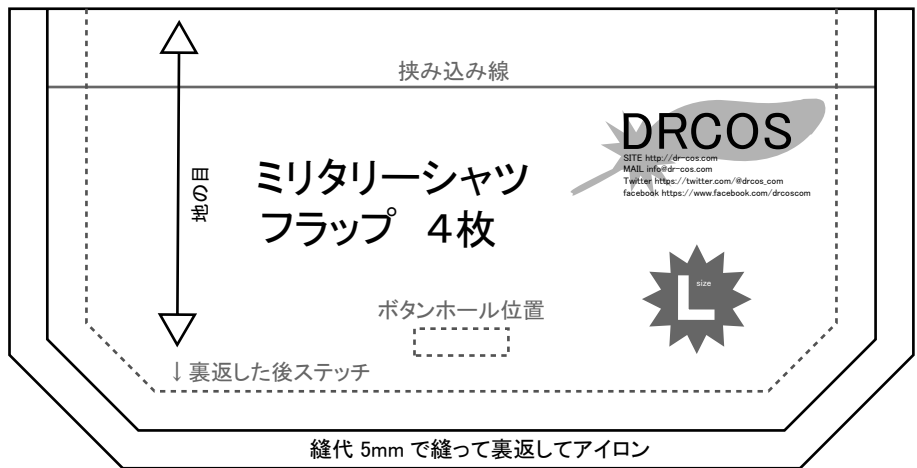 挟み込み線
DRCOS
SITE http://dr-cos.com
MAIL info@dr-cos.com
Twitter https://twitter.com/@drcos_com
facebook https://www.facebook.com/drcoscom
地の目
ミリタリーシャツ
フラップ　４枚
L size
ボタンホール位置
↓裏返した後ステッチ
縫代 5mm で縫って裏返してアイロン